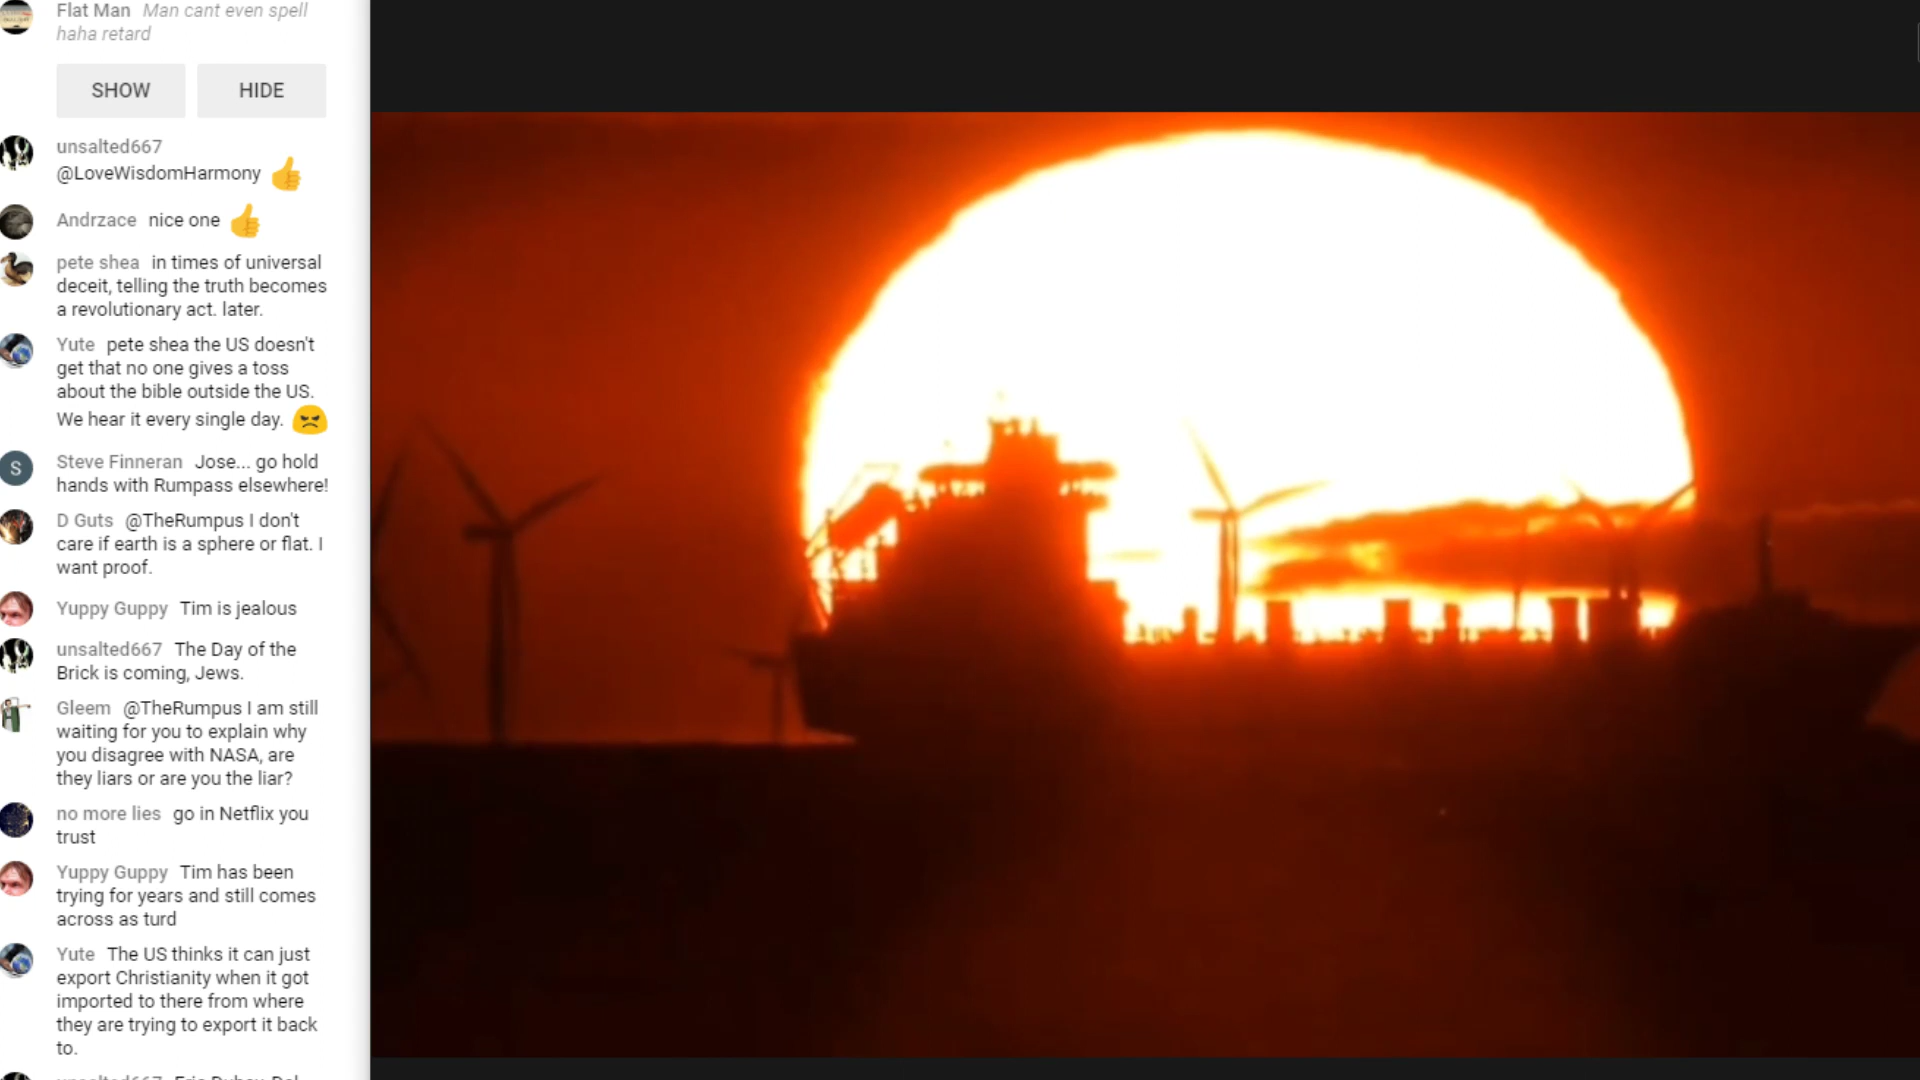 Flat Man Man cant even spell
haha retard
SHOW HIDE
unsalted667
@LoveWisdomHarmony
Andrzace nice one
pete shea in times of universal
deceit, telling the truth becomes
a revolutionary act. later.
Yute pete shea the US doesn't
get that no one gives a toss
about the bible outside the US.
We hear it every single day.
S
Steve Finneran Jose... go hold
hands with Rumpass elsewhere!
D Guts @TheRumpus I don't
care if earth is a sphere or flat. I
want proof.
Yuppy Guppy Tim is jealous
unsalted667 The Day of the
Brick is coming, Jews.
Gleem @TheRumpus I am still
waiting for you to explain why
you disagree with NASA, are
they liars or are you the liar?
no more lies go in Netflix you
trust
Yuppy Guppy Tim has been
trying for years and still comes
across as turd
Yute The US thinks it can just
export Christianity when it got
imported to there from where
they are trying to export it back
to.
unsalted667